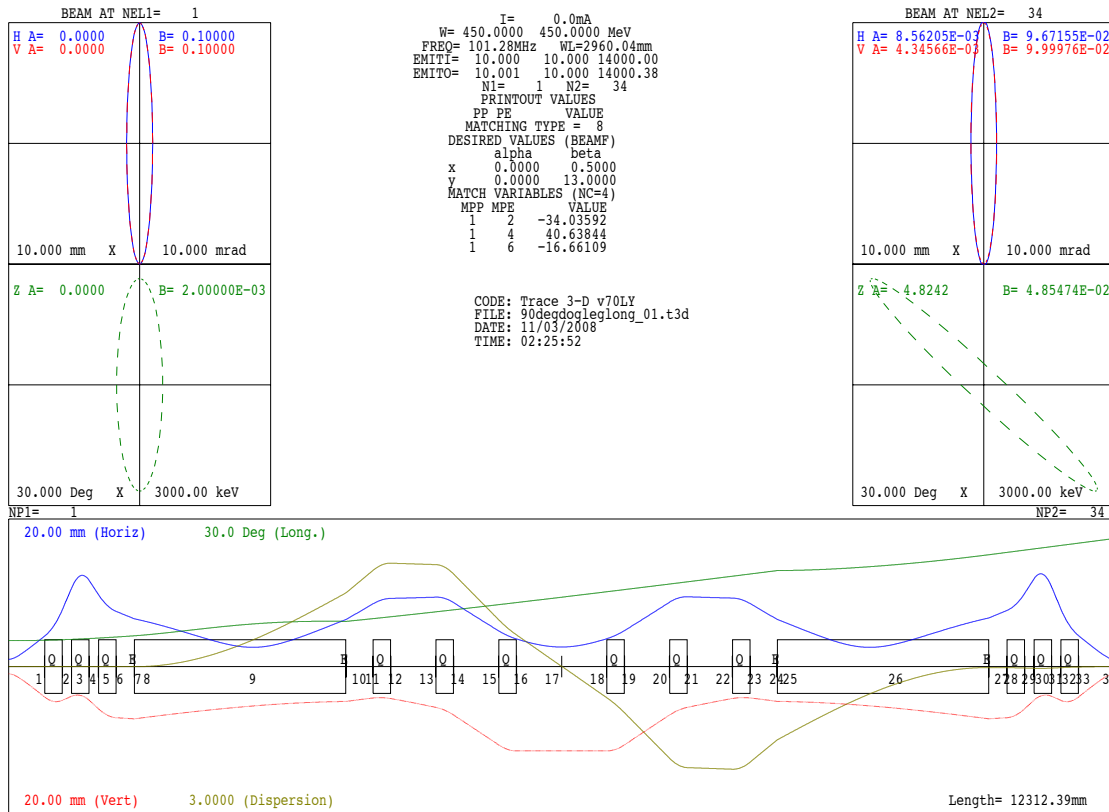 BEAM AT NEL1= 1
H A= 0.0000 B= 0.10000
V A= 0.0000 B= 0.10000
10.000 mm X 10.000 mrad
Z A= 0.0000 B= 2.00000E-03
30.000 Deg X 3000.00 keV
NP1= 1
I= 0.0mA
W= 450.0000 450.0000 MeV
FREQ= 101.28MHz WL=2960.04mm
EMITI= 10.000 10.000 14000.00
EMITO= 10.001 10.000 14000.38
N1= 1 N2= 34
PRINTOUT VALUES
PP PE VALUE
MATCHING TYPE = 8
DESIRED VALUES (BEAMF)
alpha beta
x 0.0000 0.5000
y 0.0000 13.0000
MATCH VARIABLES (NC=4)
MPP MPE VALUE
1 2 -34.03592
1 4 40.63844
1 6 -16.66109
CODE: Trace 3-D v70LY
FILE: 90degdogleglong_01.t3d
DATE: 11/03/2008
TIME: 02:25:52
BEAM AT NEL2= 34
H A= 8.56205E-03 B= 9.67155E-02
V A= 4.34566E-03 B= 9.99976E-02
10.000 mm X 10.000 mrad
Z A= 4.8242 B= 4.85474E-02
30.000 Deg X 3000.00 keV
NP2= 34
20.00 mm (Horiz) 30.0 Deg (Long.)
Q Q Q E E Q Q Q Q Q Q E E Q Q Q
1 2 3 4 5 6 7 8 9 10 11 12 13 14 15 16 17 18 19 20 21 22 23 24 25 26 27 28 29 30 31 32 33 3
20.00 mm (Vert) 3.0000 (Dispersion) Length= 12312.39mm